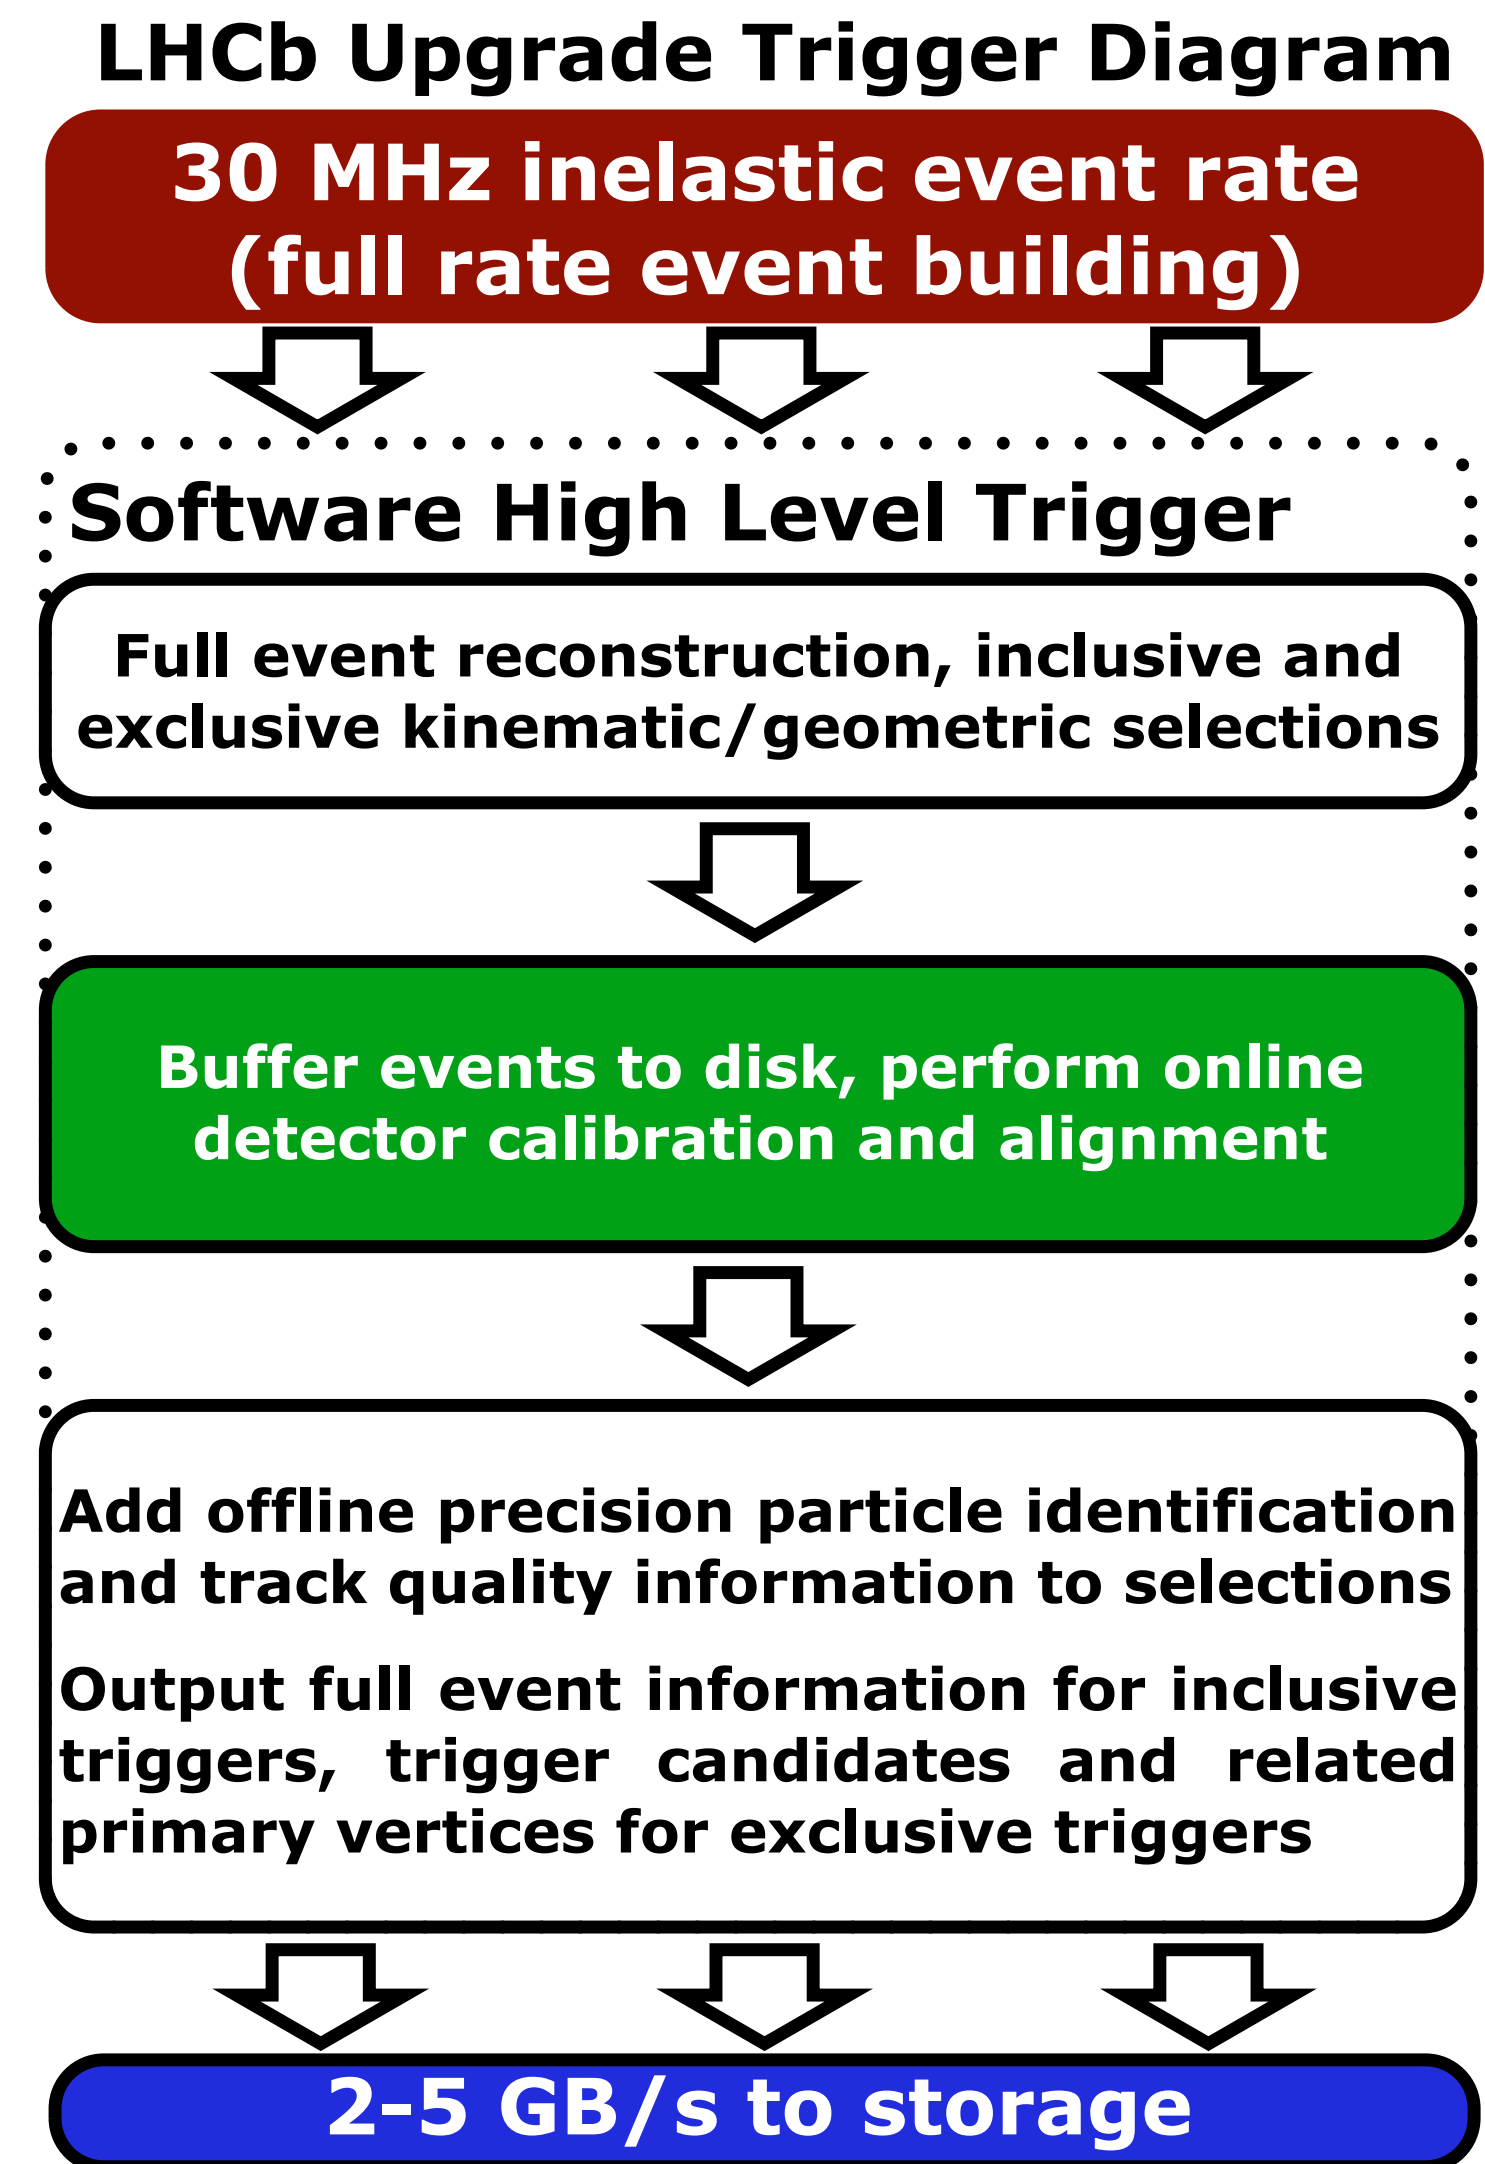 LHCb Upgrade Trigger Diagram
30 MHz inelastic event rate
(full rate event building)
Software High Level Trigger
Full event reconstruction, inclusive and
exclusive kinematic/geometric selections
Buffer events to disk, perform online
detector calibration and alignment
Add offline precision particle identification
and track quality information to selections
Output full event information for inclusive
triggers, trigger candidates and related
primary vertices for exclusive triggers
2-5 GB/s to storage